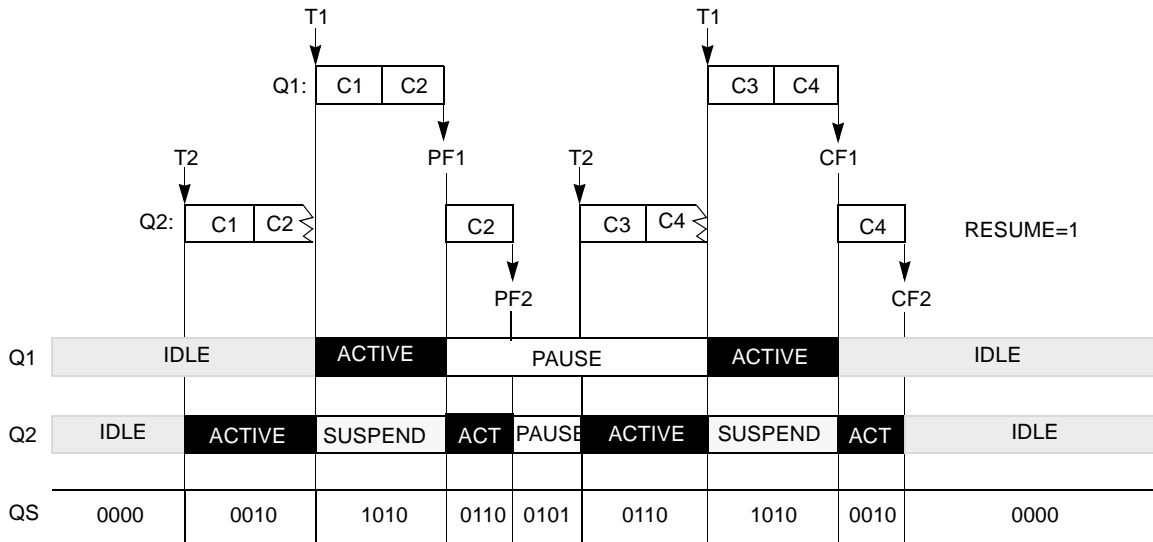 T1 T1
Q1: C1 C2 C3 C4
T2 PF1 T2 CF1
Q2: C1 C2 C2 C3 C4 C4 RESUME=1
PF2 CF2
Q1 IDLE ACTIVE PAUSE ACTIVE IDLE
Q2 IDLE ACTIVE SUSPEND ACT PAUSE ACTIVE SUSPEND ACT IDLE
QS 0000 0010 1010 0110 0101 0110 1010 0010 0000